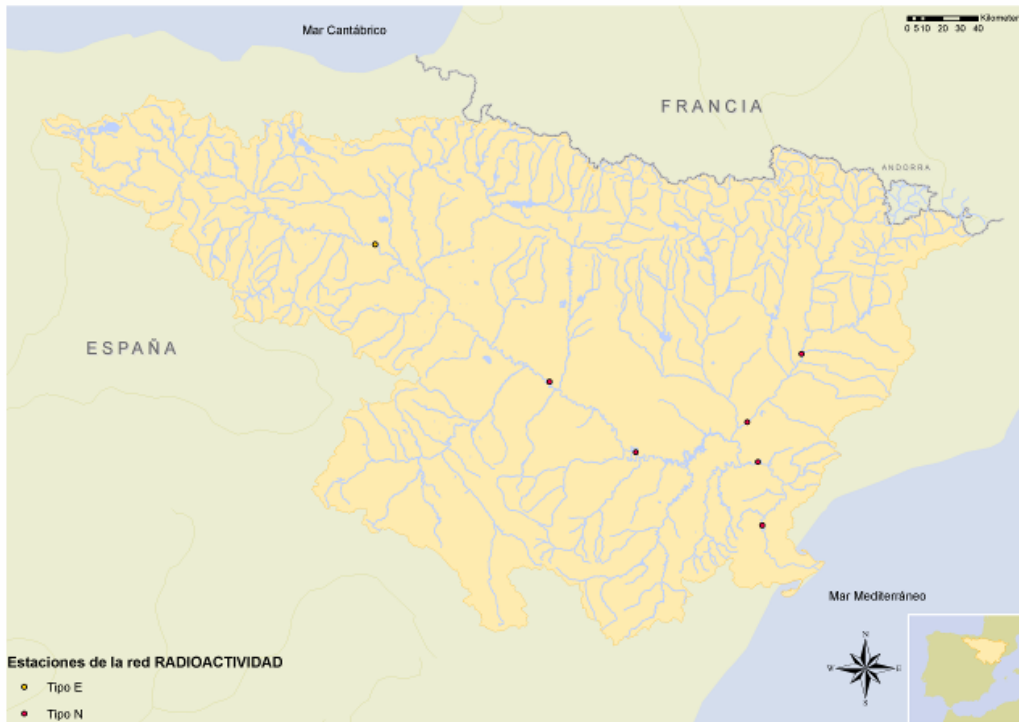 Mar Cantábrico
Kilometers
0 5 10 20 30 40
FRANCIA
ANDORRA
ESPAÑA
Mar Mediterráneo
Estaciones de la red RADIOACTIVIDAD
Tipo E
Tipo N
N
W
E
S